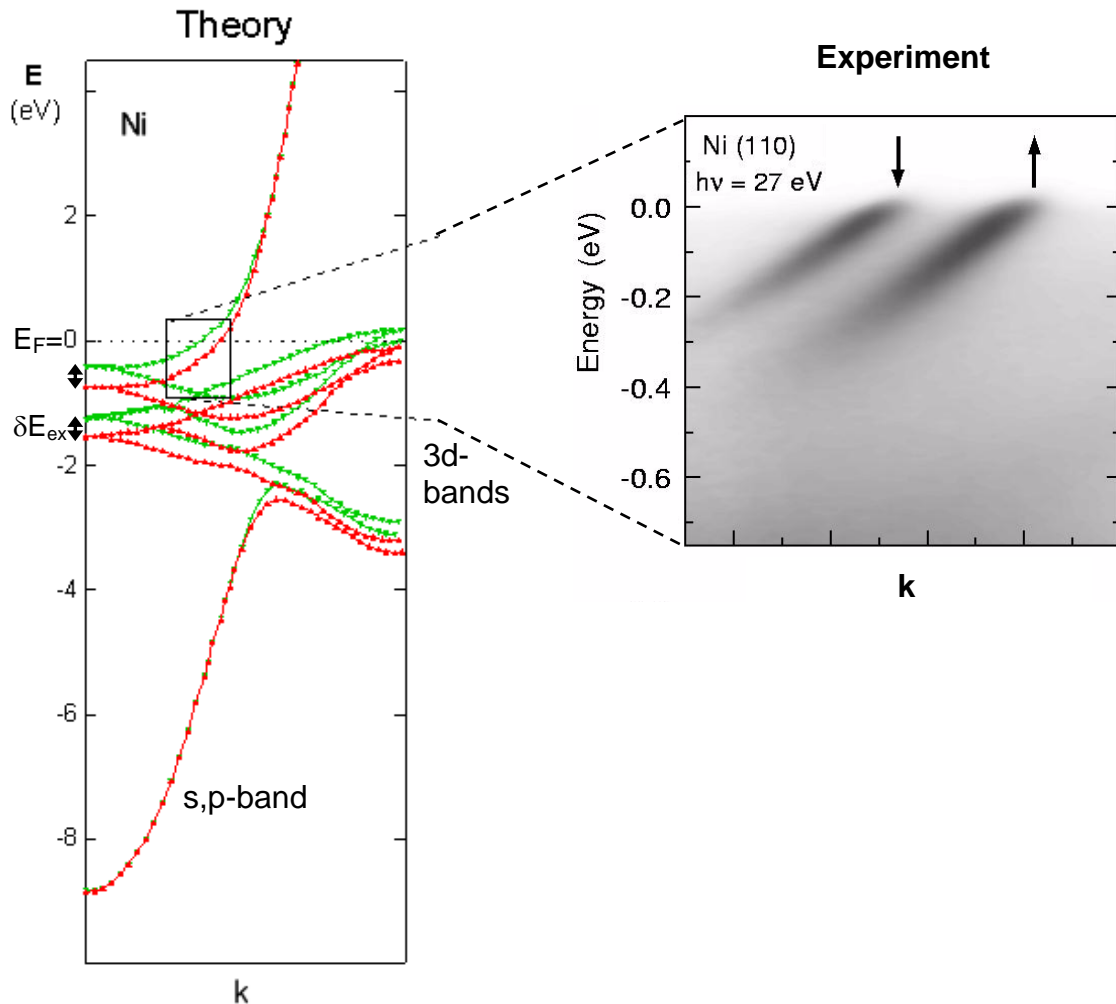 Theory
E
(eV)
Ni
2
E_F=0
δE_ex
-2
3d-
bands
-4
-6
s,p-band
-8
k
Experiment
Ni (110)
hν = 27 eV
Energy (eV)
0.0
-0.2
-0.4
-0.6
k